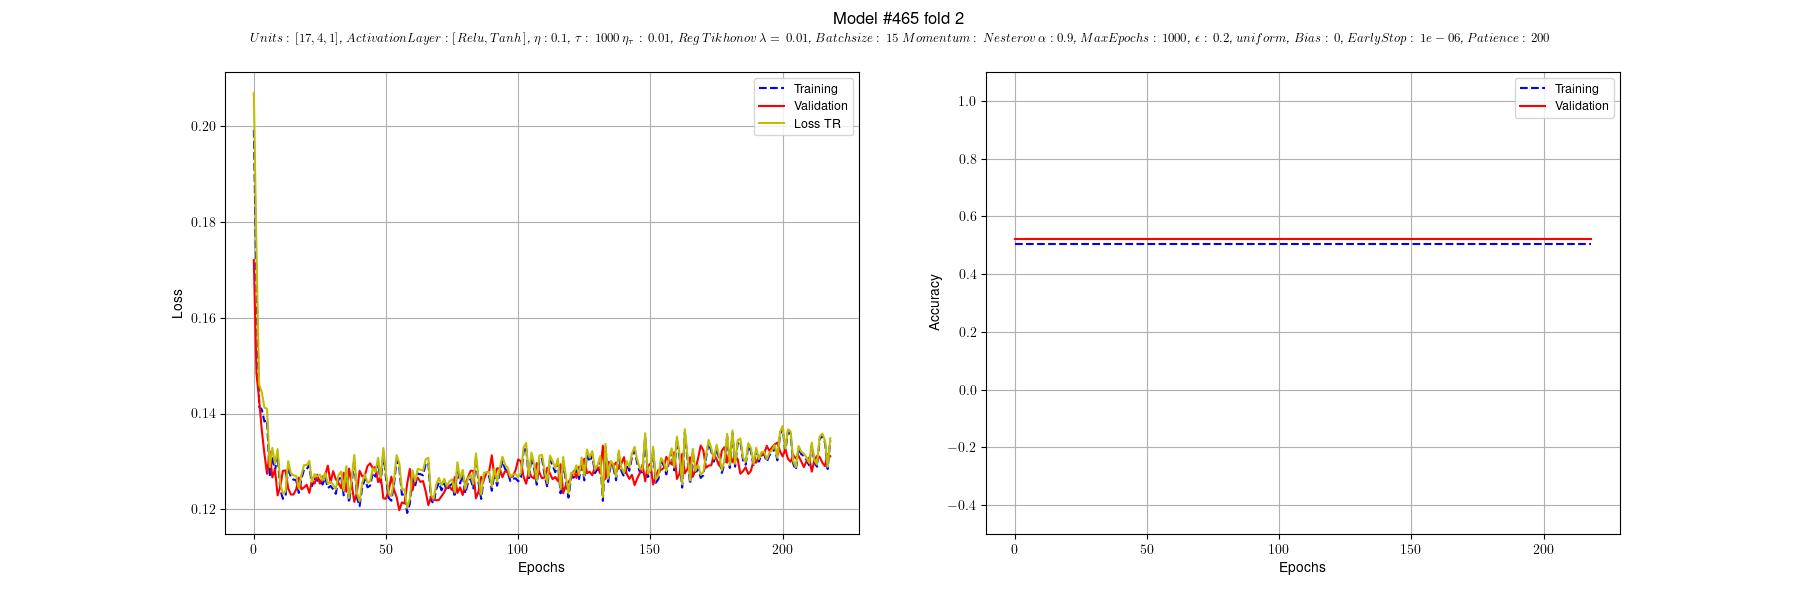 Model #465 fold 2
Units : [17, 4, 1], ActivationLayer : [Relu, Tanh], η : 0.1, τ : 1000 ητ : 0.01, Reg Tikhonov λ = 0.01, Batchsize : 15 Momentum : Nesterov α : 0.9, MaxEpochs : 1000, ϵ : 0.2, uniform, Bias : 0, EarlyStop : 1e − 06, Patience : 200
Training
Validation
Loss TR
0.20
0.18
0.16
0.14
0.12
Loss
0 50 100 150 200
Epochs
Training
Validation
1.0
0.8
0.6
0.4
0.2
0.0
−0.2
−0.4
Accuracy
0 50 100 150 200
Epochs